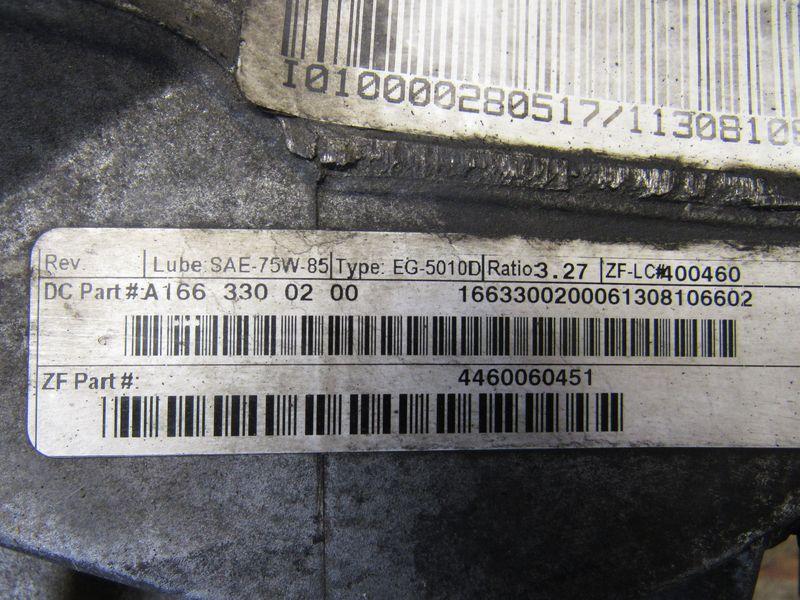 I0100000280517/1130810
Rev. Lube: SAE-75W-85 Type: EG-5010D Ratio: 3.27 ZF-LC#: 400460
DC Part #: A166 330 02 00 1663300200061308106602
ZF Part #: 4460060451